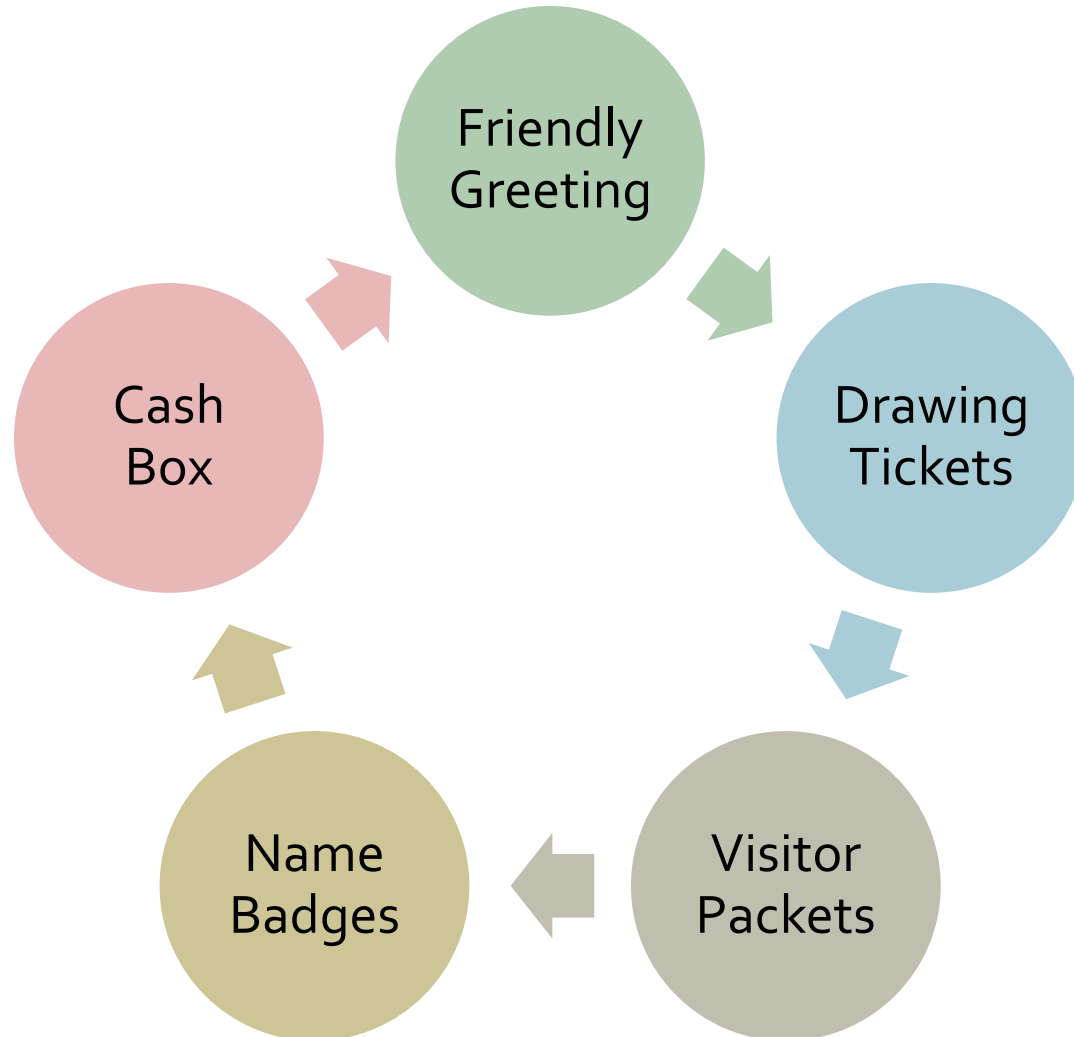 Friendly
Greeting
Drawing
Tickets
Visitor
Packets
Name
Badges
Cash
Box